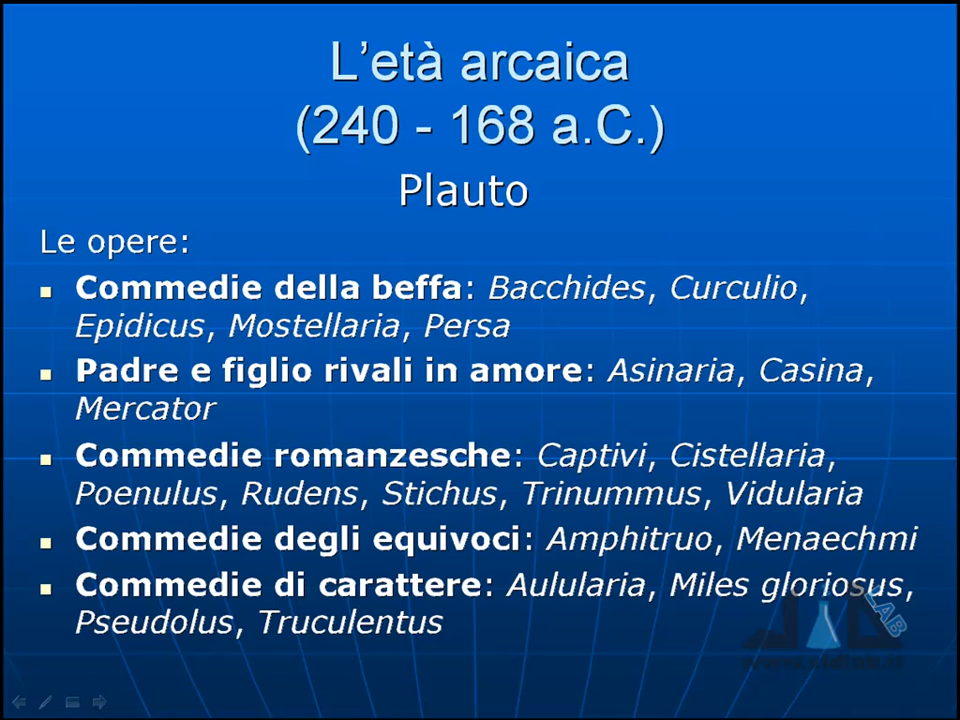 L'età arcaica
(240 - 168 a.C.)
Plauto
Le opere:
Commedie della beffa: Bacchides, Curculio,
Epidicus, Mostellaria, Persa
Padre e figlio rivali in amore: Asinaria, Casina,
Mercator
Commedie romanzesche: Captivi, Cistellaria,
Poenulus, Rudens, Stichus, Trinummus, Vidularia
Commedie degli equivoci: Amphitruo, Menaechmi
Commedie di carattere: Aulularia, Miles gloriosus,
Pseudolus, Truculentus
LAB